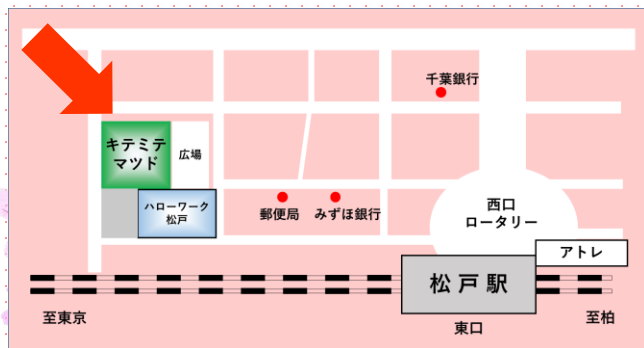 千葉銀行
キテミテ
マツド
広場
ハローワーク
松戸
郵便局
みずほ銀行
西口
ロータリー
アトレ
松戸駅
至東京
東口
至柏